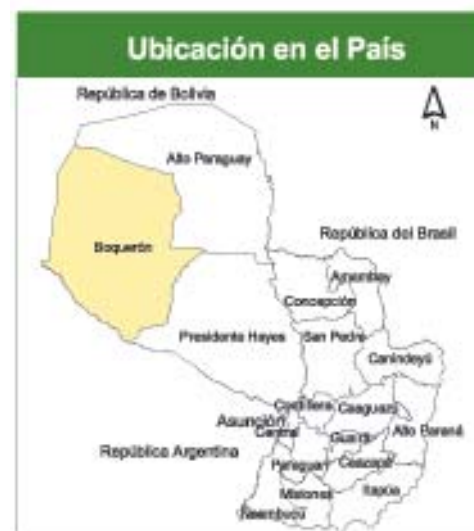 Ubicación en el País
República de Bolivia
N
Alto Paraguay
República del Brasil
Boquerón
Amambay
Concepción
Presidente Hayes
San Pedro
Canindeyú
Cordillera
Caaguazú
Asunción
Central
Guairá
Alto Paraná
República Argentina
Paraguarí
Caazapá
Misiones
Itapúa
Ñeembucú